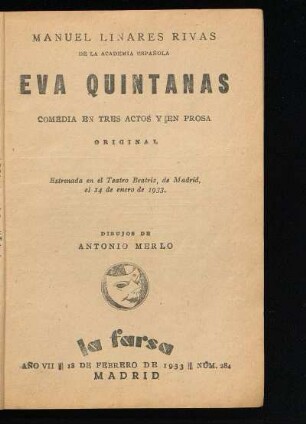 MANUEL LINARES RIVAS
DE LA ACADEMIA ESPAÑOLA
EVA QUINTANAS
COMEDIA EN TRES ACTOS Y EN PROSA
ORIGINAL
Estrenada en el Teatro Beatriz, de Madrid,
el 24 de enero de 1933.
DIBUJOS DE
ANTONIO MERLO
la farsa
AÑO VII || 18 DE FEBRERO DE 1933 || NÚM. 284
MADRID